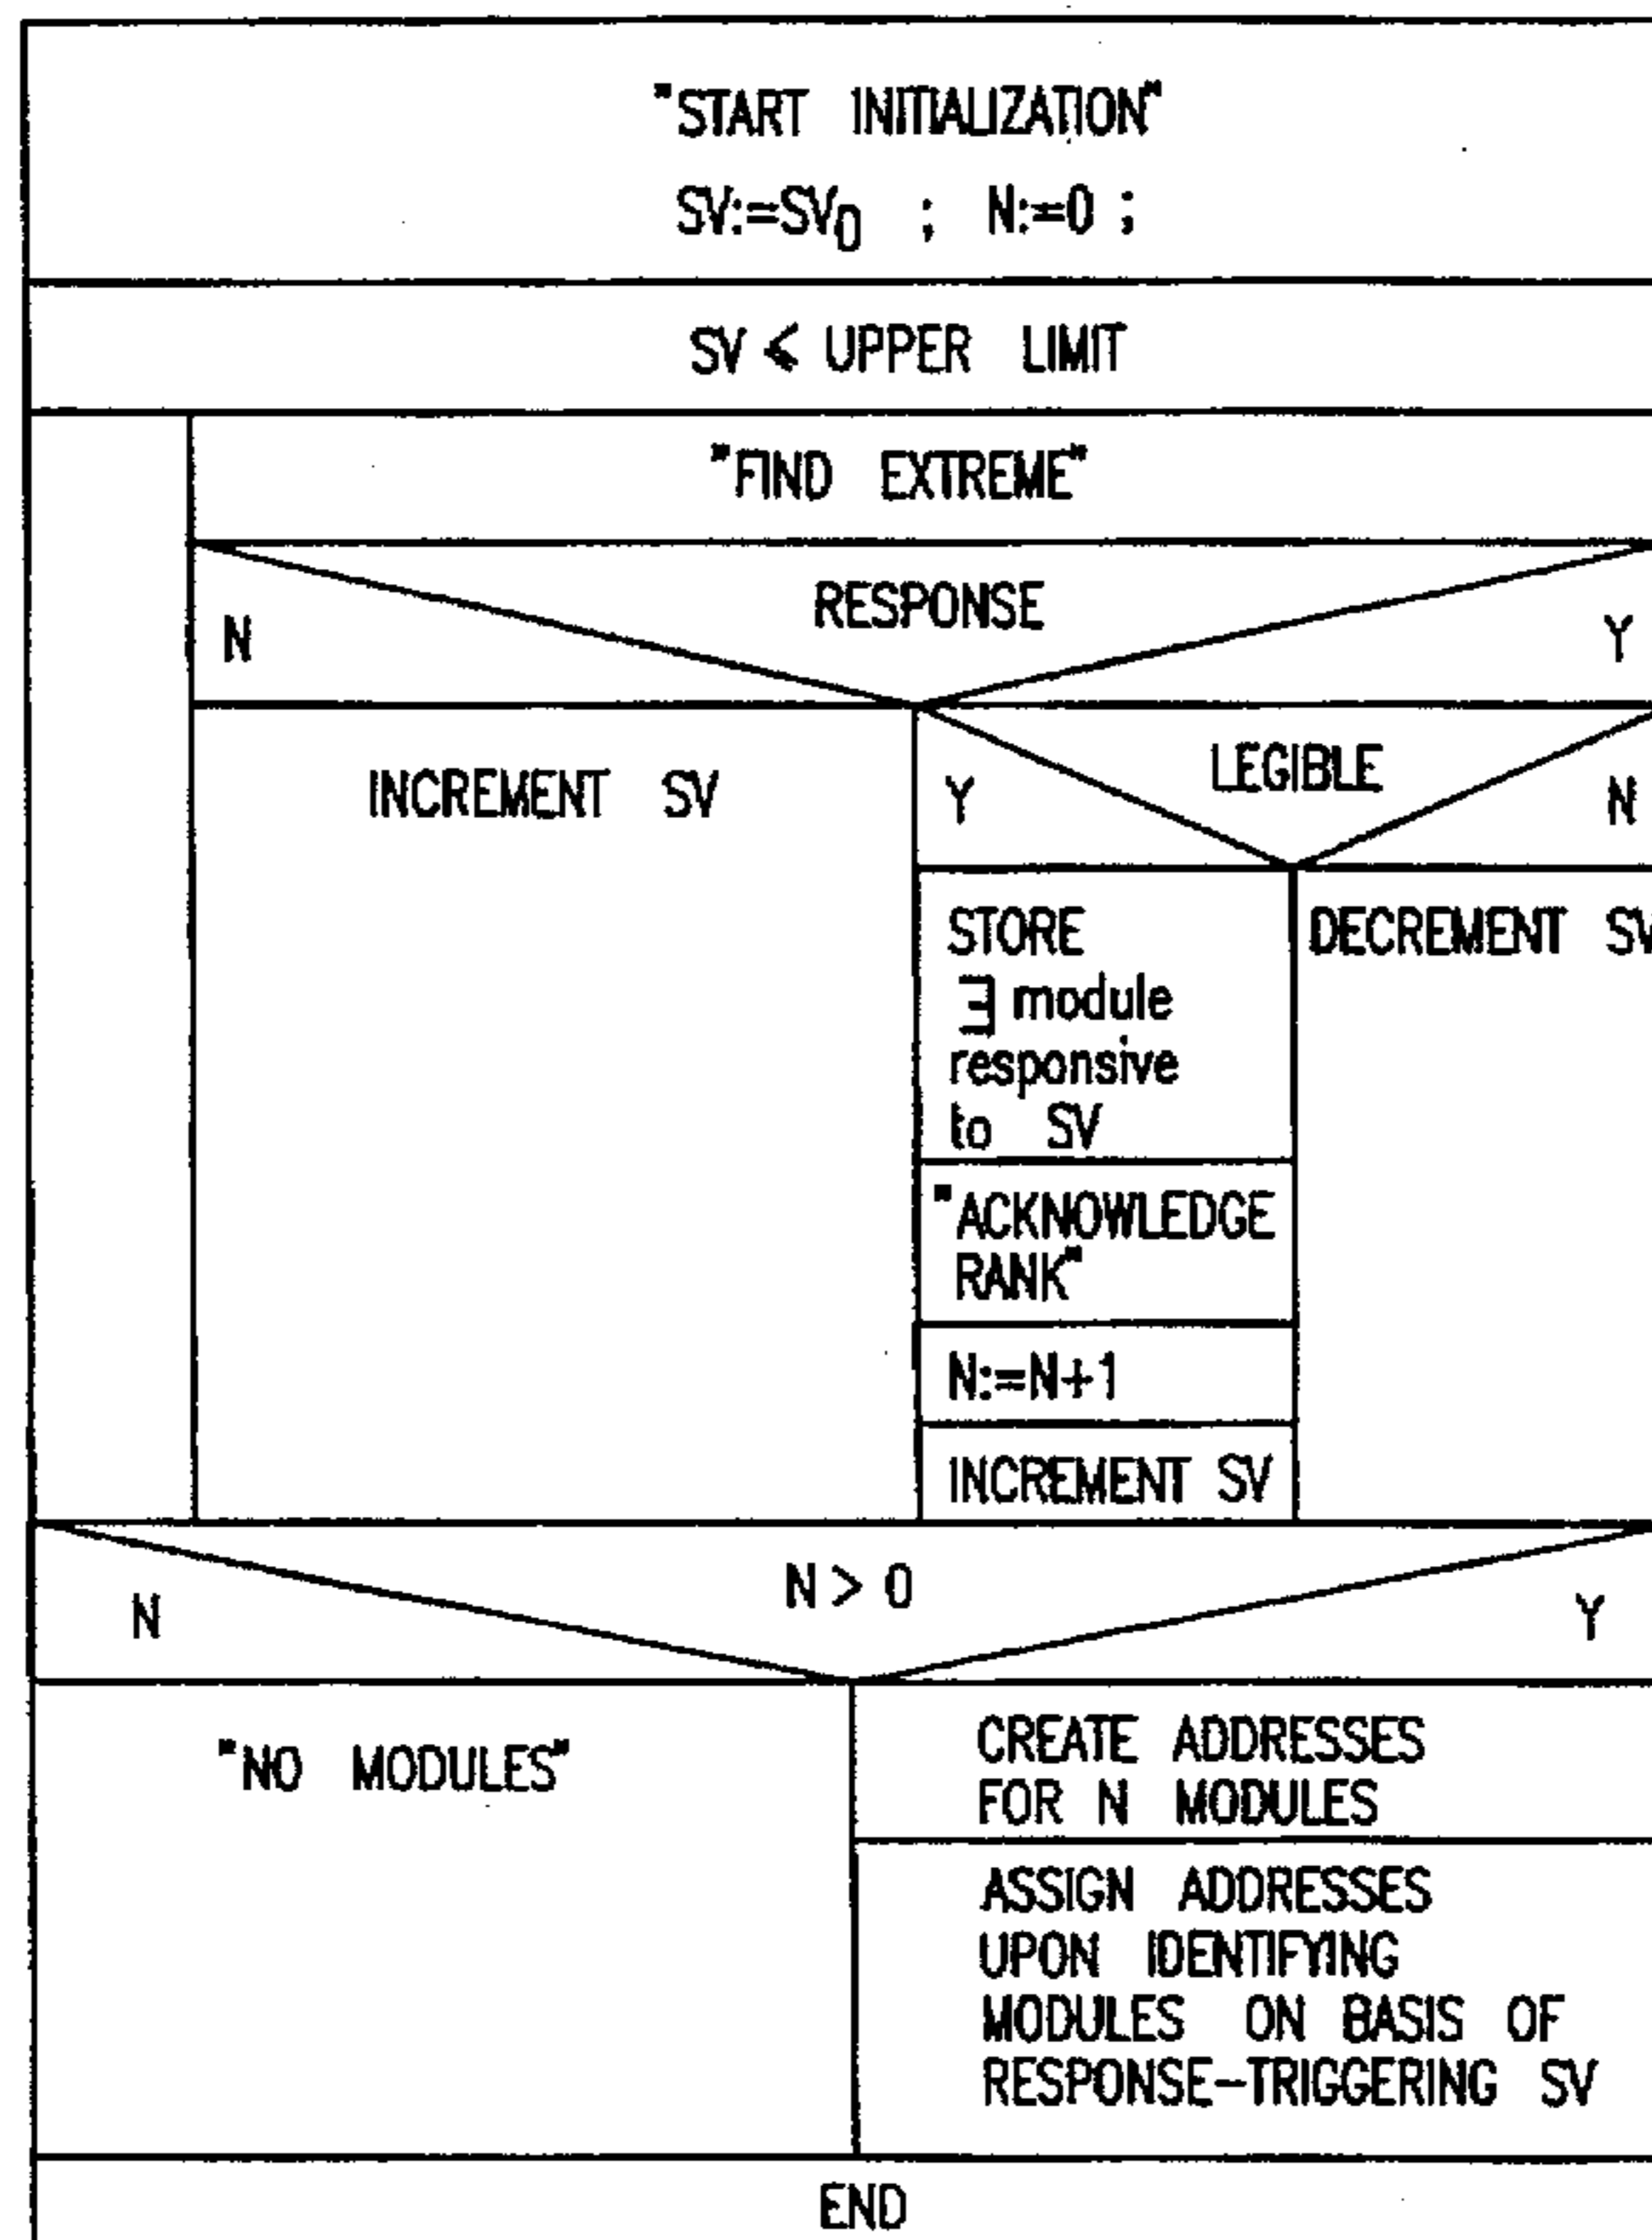 "START INITIALIZATION"
SV:=SV₀ ; N:=0 ;
SV ⩽ UPPER LIMIT
"FIND EXTREME"
RESPONSE
N
Y
INCREMENT SV
LEGIBLE
Y
N
STORE
∃ module
responsive
to SV
DECREMENT SV
"ACKNOWLEDGE
RANK"
N:=N+1
INCREMENT SV
N > 0
N
Y
"NO MODULES"
CREATE ADDRESSES
FOR N MODULES
ASSIGN ADDRESSES
UPON IDENTIFYING
MODULES ON BASIS OF
RESPONSE-TRIGGERING SV
END